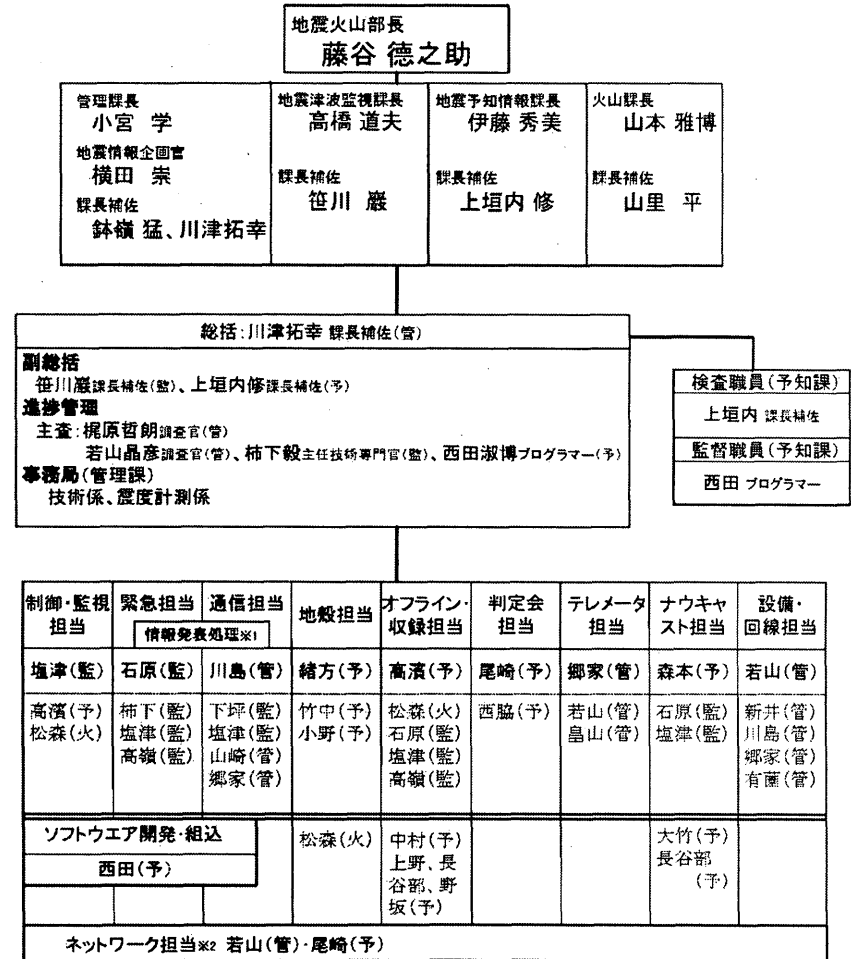 地震火山部長
藤谷 徳之助
管理課長
小宮 学
地震情報企画官
横田 崇
課長補佐
鉢嶺 猛、川津拓幸
地震津波監視課長
高橋 道夫
課長補佐
笹川 巌
地震予知情報課長
伊藤 秀美
課長補佐
上垣内 修
火山課長
山本 雅博
課長補佐
山里 平
総括:川津拓幸 課長補佐(管)
副総括
笹川巌課長補佐(監)、上垣内修課長補佐(予)
進捗管理
主査:梶原哲朗調査官(管)
若山晶彦調査官(管)、柿下毅主任技術専門官(監)、西田淑博プログラマー(予)
事務局(管理課)
技術係、震度計測係
検査職員(予知課)
上垣内 課長補佐
監督職員(予知課)
西田 プログラマー
制御・監視
担当
塩津(監)
高濱(予)
松森(火)
緊急担当
石原(監)
柿下(監)
塩津(監)
高嶺(監)
通信担当
情報発表処理※1
川島(管)
下坪(監)
塩津(監)
山崎(管)
郷家(管)
地殻担当
緒方(予)
竹中(予)
小野(予)
松森(火)
オフライン・
収録担当
高濱(予)
松森(火)
石原(監)
塩津(監)
高嶺(監)
中村(予)
上野、長
谷部、野
坂(予)
判定会
担当
尾崎(予)
西脇(予)
テレメータ
担当
郷家(管)
若山(管)
畠山(管)
ナウキャ
スト担当
森本(予)
石原(監)
塩津(監)
大竹(予)
長谷部
(予)
設備・
回線担当
若山(管)
新井(管)
川島(管)
郷家(管)
有薗(管)
ソフトウエア開発・組込
西田(予)
ネットワーク担当※2 若山(管)・尾崎(予)